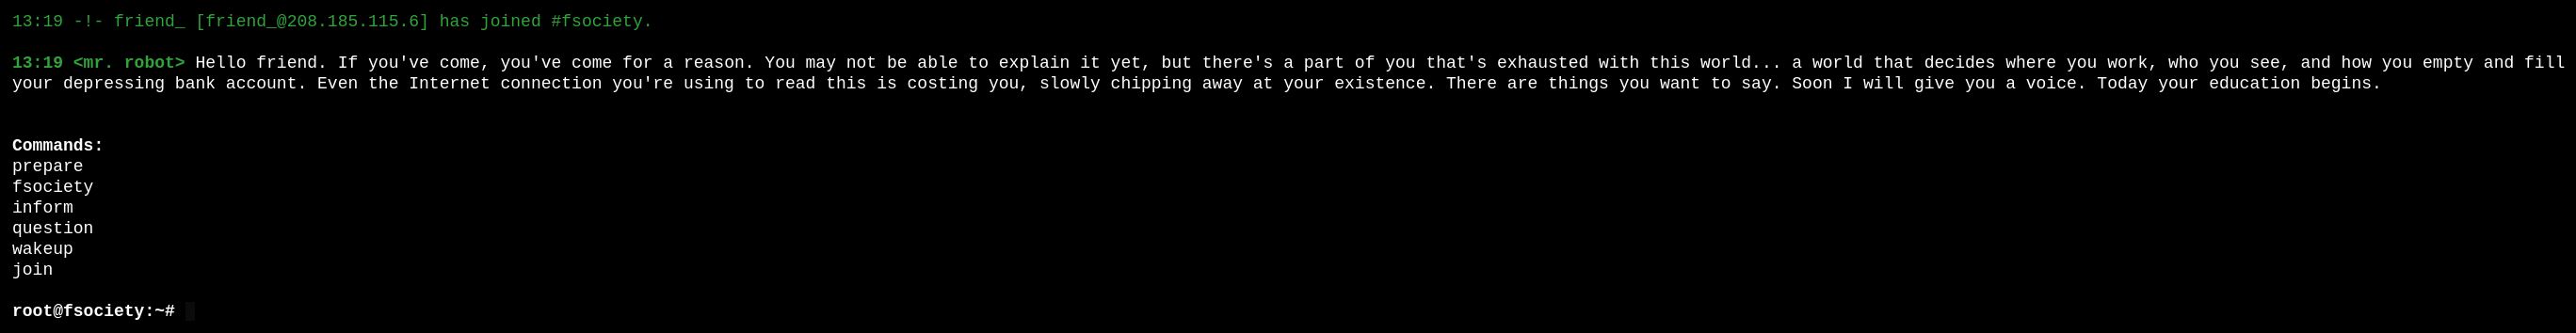 13:19 -!- friend_ [friend_@208.185.115.6] has joined #fsociety.
13:19 <mr. robot> Hello friend. If you've come, you've come for a reason. You may not be able to explain it yet, but there's a part of you that's exhausted with this world... a world that decides where you work, who you see, and how you empty and fill
your depressing bank account. Even the Internet connection you're using to read this is costing you, slowly chipping away at your existence. There are things you want to say. Soon I will give you a voice. Today your education begins.
Commands:
prepare
fsociety
inform
question
wakeup
join
root@fsociety:~#